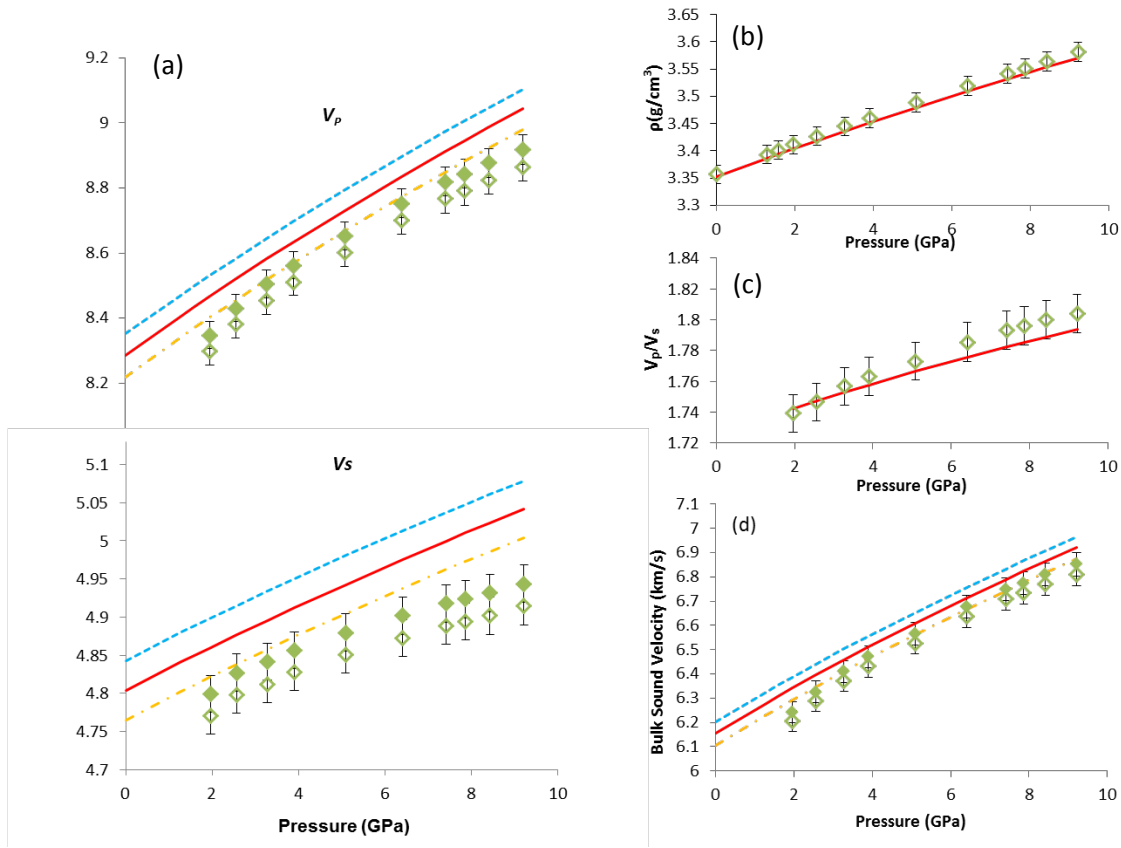 (a)
V_P
9.2
9
8.8
8.6
8.4
8.2
Vs
5.1
5.05
5
4.95
4.9
4.85
4.8
4.75
4.7
0 2 4 6 8 10
Pressure (GPa)
(b)
ρ(g/cm³)
3.65
3.6
3.55
3.5
3.45
3.4
3.35
3.3
0 2 4 6 8 10
Pressure (GPa)
(c)
V_P/V_s
1.84
1.82
1.8
1.78
1.76
1.74
1.72
0 2 4 6 8 10
Pressure (GPa)
(d)
Bulk Sound Velocity (km/s)
7.1
7
6.9
6.8
6.7
6.6
6.5
6.4
6.3
6.2
6.1
6
0 2 4 6 8 10
Pressure (GPa)